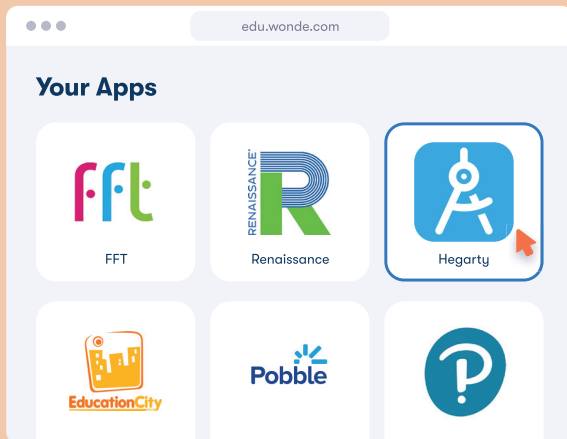 edu.wonde.com
Your Apps
fft
RENAISSANCE®
R
FFT
Renaissance
Hegarty
EducationCity
Pobble
P